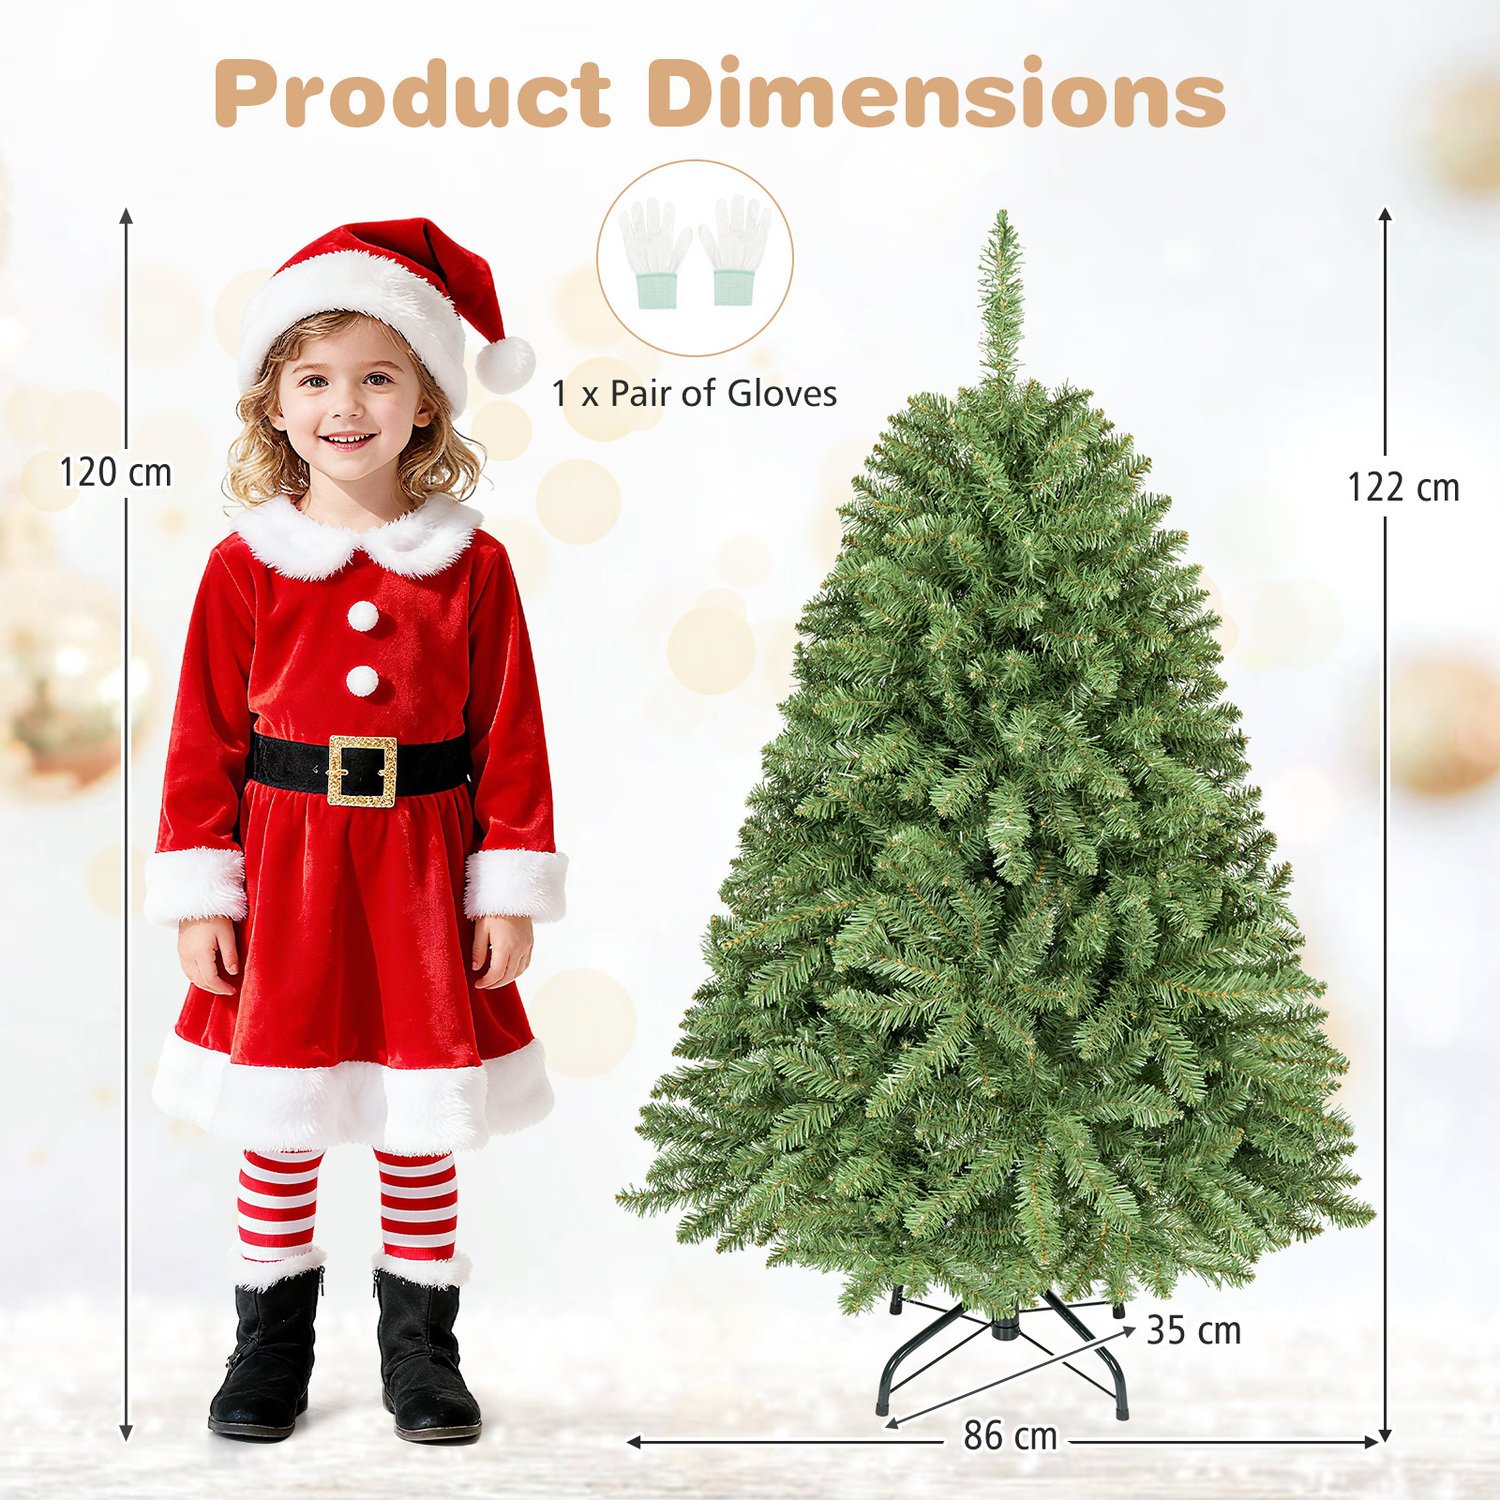 Product Dimensions
1 x Pair of Gloves
120 cm
122 cm
35 cm
86 cm